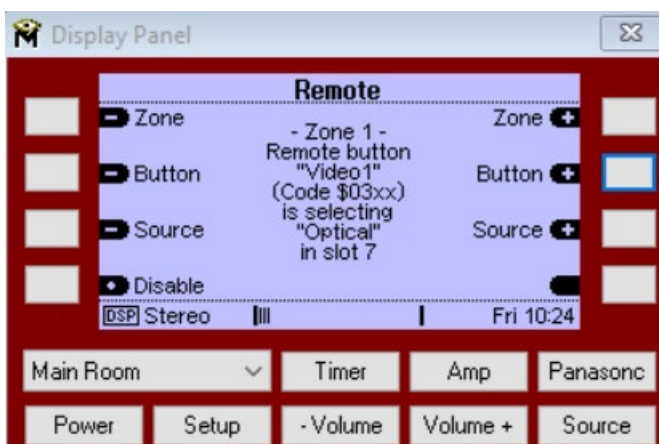 Display Panel
Remote
Zone
- Zone 1 -
Zone
Remote button
Button
"Video1"
Button
(Code $03xx)
is selecting
Source
"Optical"
Source
in slot 7
Disable
DSP Stereo
Fri 10:24
Main Room
Timer
Amp
Panasonc
Power
Setup
- Volume
Volume +
Source